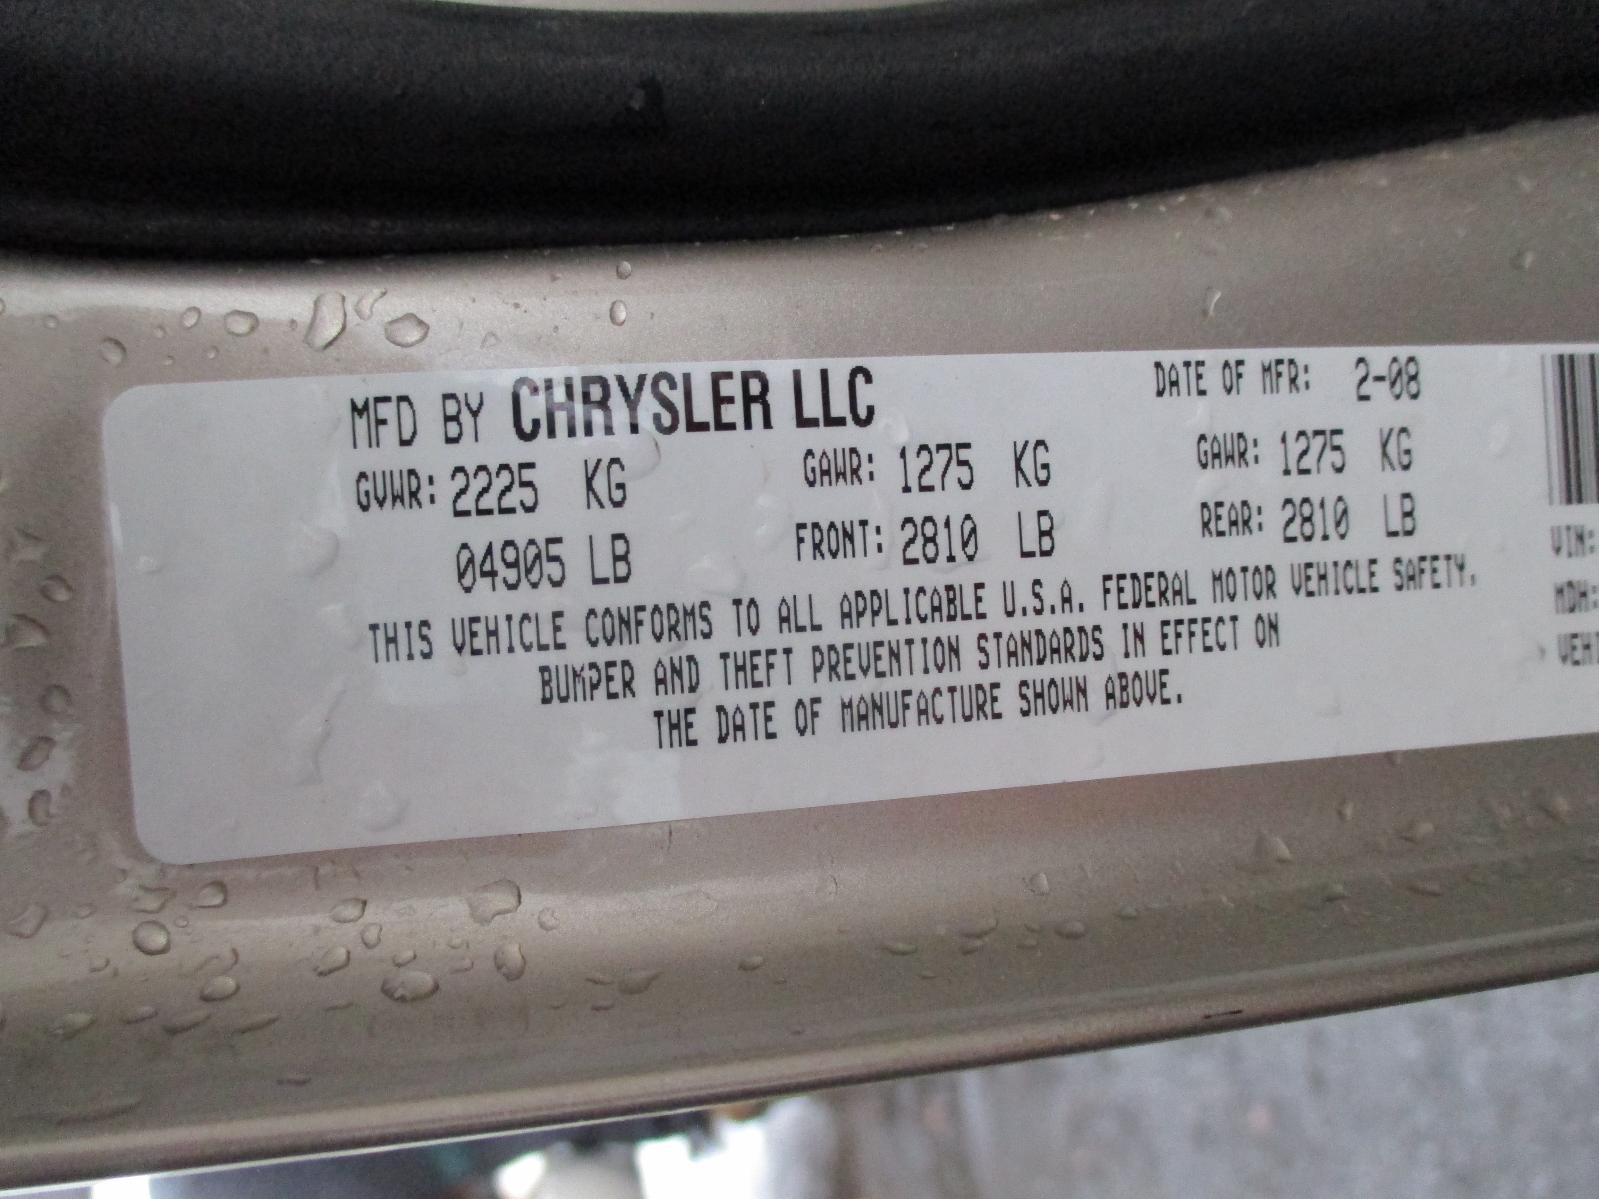 MFD BY CHRYSLER LLC DATE OF MFR: 2-08
GVWR: 2225 KG GAWR: 1275 KG GAWR: 1275 KG
04905 LB FRONT: 2810 LB REAR: 2810 LB
THIS VEHICLE CONFORMS TO ALL APPLICABLE U.S.A. FEDERAL MOTOR VEHICLE SAFETY,
BUMPER AND THEFT PREVENTION STANDARDS IN EFFECT ON
THE DATE OF MANUFACTURE SHOWN ABOVE.
VIN:
MDH:
VEHI